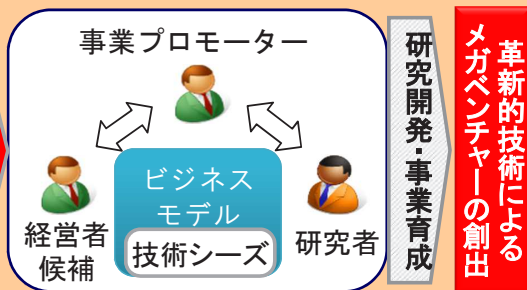 事業プロモーター
ビジネス
モデル
技術シーズ
経営者
候補
研究者
研究開発・事業育成
革新的技術による
メガベンチャーの創出